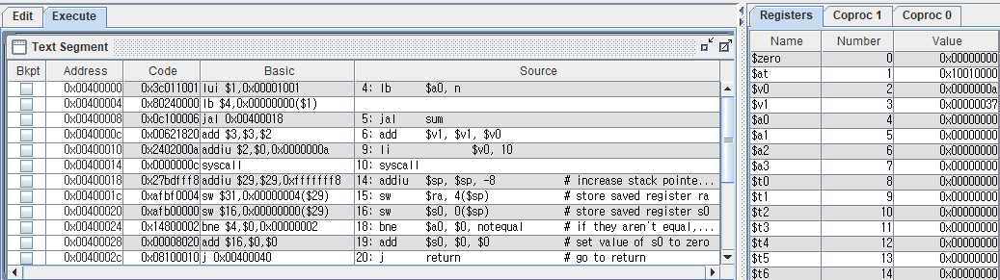 Edit Execute
Text Segment
Bkpt Address Code Basic Source
0x00400000 0x3c011001 lui $1,0x00001001 4: lb $a0, n
0x00400004 0x80240000 lb $4,0x00000000($1)
0x00400008 0x0c100006 jal 0x00400018 5: jal sum
0x0040000c 0x00621820 add $3,$3,$2 6: add $v1, $v1, $v0
0x00400010 0x2402000a addiu $2,$0,0x0000000a 9: li $v0, 10
0x00400014 0x0000000c syscall 10: syscall
0x00400018 0x27bdfff8 addiu $29,$29,0xfffffff8 14: addiu $sp, $sp, -8 # increase stack pointe...
0x0040001c 0xafbf0004 sw $31,0x00000004($29) 15: sw $ra, 4($sp) # store saved register ra
0x00400020 0xafb00000 sw $16,0x00000000($29) 16: sw $s0, 0($sp) # store saved register s0
0x00400024 0x14800002 bne $4,$0,0x00000002 18: bne $a0, $0, notequal # if they aren't equal,...
0x00400028 0x00008020 add $16,$0,$0 19: add $s0, $0, $0 # set value of s0 to zero
0x0040002c 0x08100010 j 0x00400040 20: j return # go to return
Registers Coproc 1 Coproc 0
Name Number Value
$zero 0 0x00000000
$at 1 0x10010000
$v0 2 0x0000000a
$v1 3 0x00000037
$a0 4 0x00000000
$a1 5 0x00000000
$a2 6 0x00000000
$a3 7 0x00000000
$t0 8 0x00000000
$t1 9 0x00000000
$t2 10 0x00000000
$t3 11 0x00000000
$t4 12 0x00000000
$t5 13 0x00000000
$t6 14 0x00000000